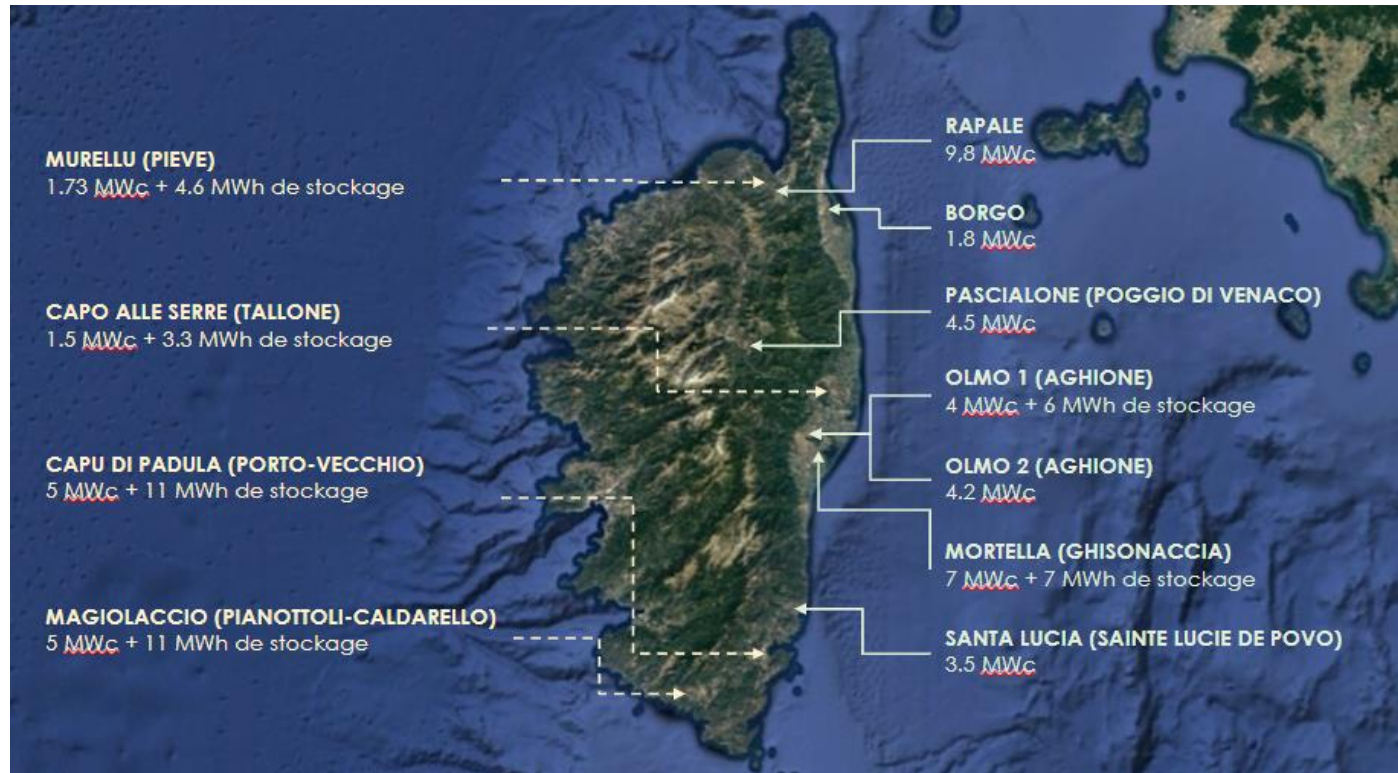 MURELLU (PIEVE)
1.73 MWc + 4.6 MWh de stockage
CAPO ALLE SERRE (TALLONE)
1.5 MWc + 3.3 MWh de stockage
CAPU DI PADULA (PORTO-VECCHIO)
5 MWc + 11 MWh de stockage
MAGIOLACCIO (PIANOTTOLI-CALDARELLO)
5 MWc + 11 MWh de stockage
RAPALE
9,8 MWc
BORGO
1.8 MWc
PASCIALONE (POGGIO DI VENACO)
4.5 MWc
OLMO 1 (AGHIONE)
4 MWc + 6 MWh de stockage
OLMO 2 (AGHIONE)
4.2 MWc
MORTELLA (GHISONACCIA)
7 MWc + 7 MWh de stockage
SANTA LUCIA (SAINTE LUCIE DE POVO)
3.5 MWc